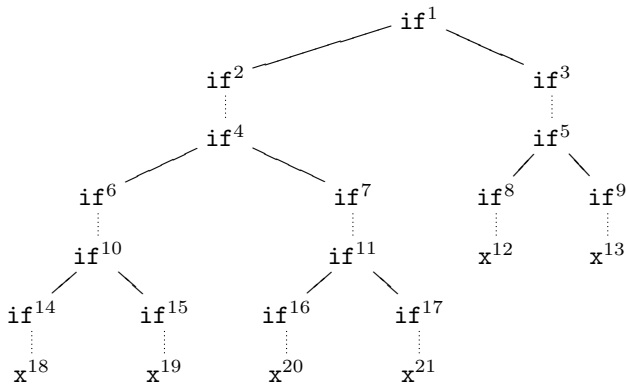 if¹
if² if³
if⁴ if⁵
if⁶ if⁷ if⁸ if⁹
if¹⁰ if¹¹ x¹² x¹³
if¹⁴ if¹⁵ if¹⁶ if¹⁷
x¹⁸ x¹⁹ x²⁰ x²¹